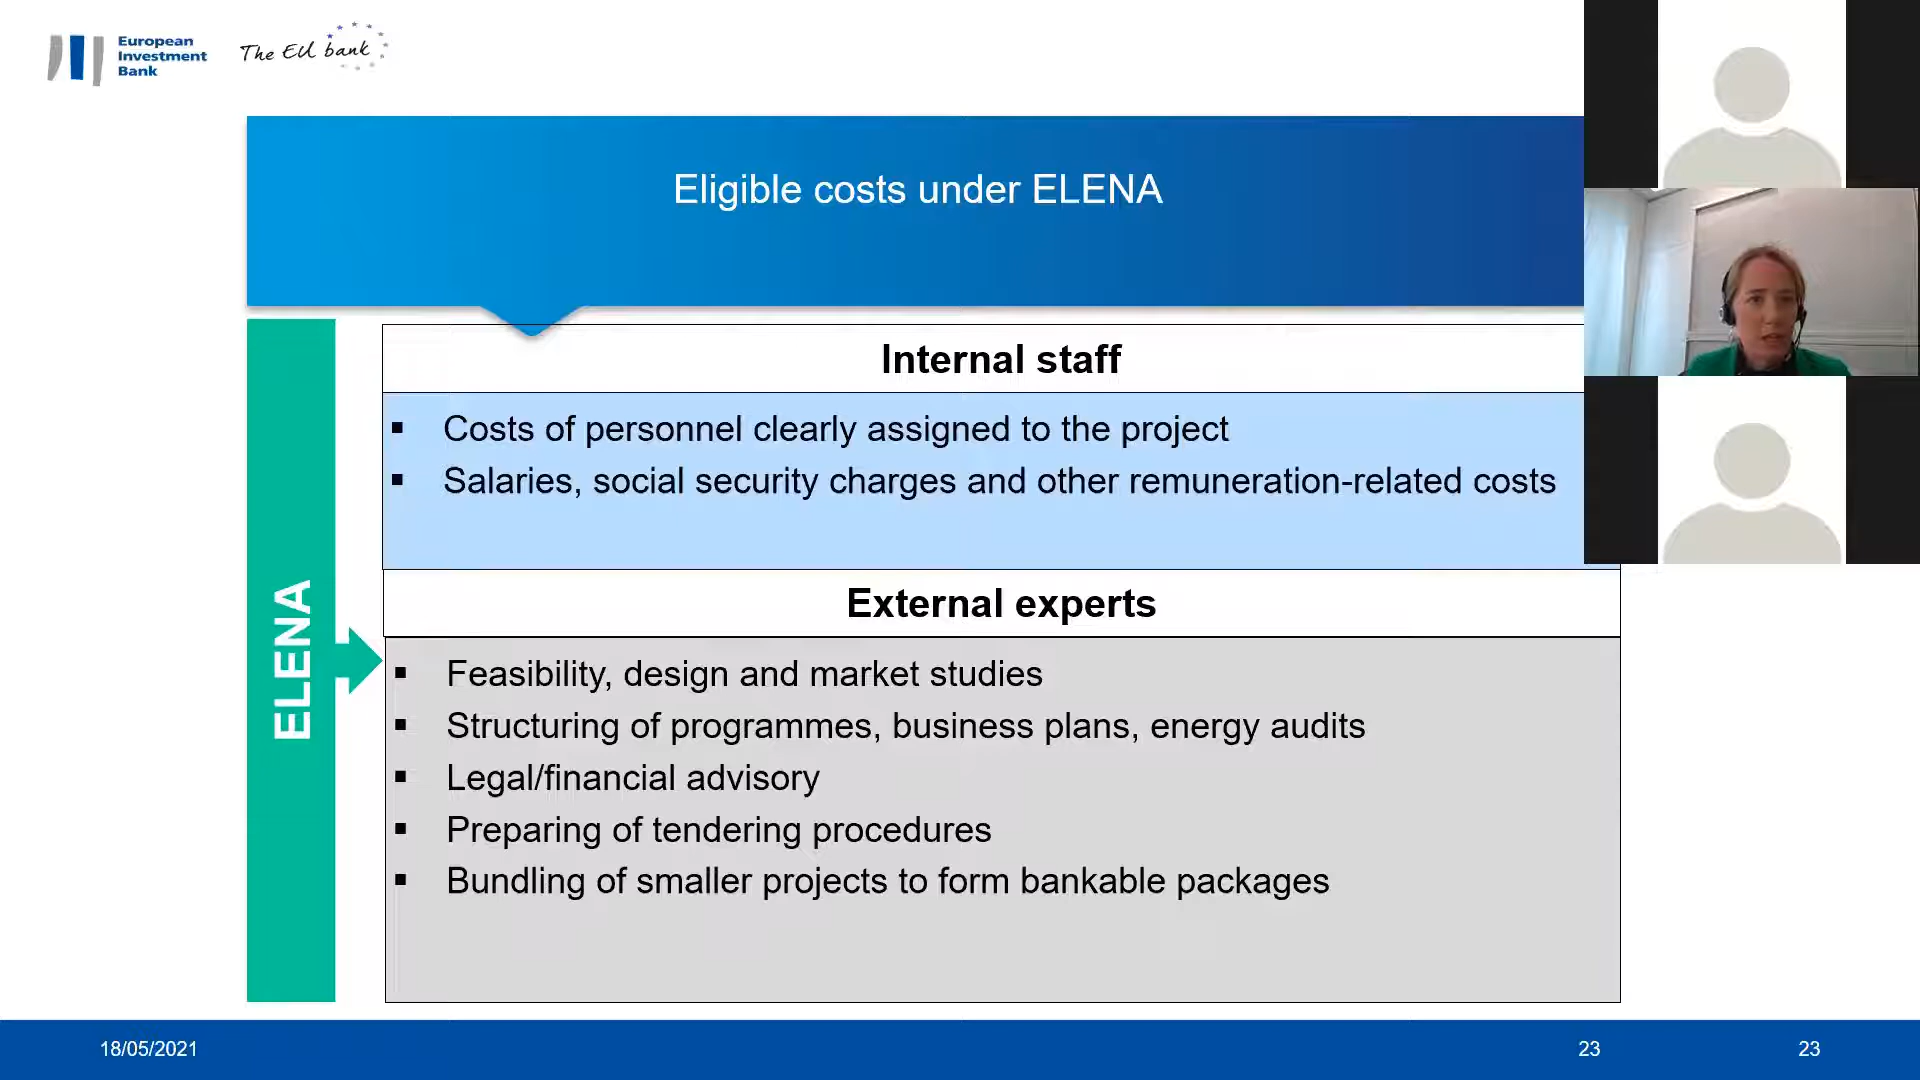 European
Investment
Bank
The EU bank
Eligible costs under ELENA
ELENA
Internal staff
▪ Costs of personnel clearly assigned to the project
▪ Salaries, social security charges and other remuneration-related costs
External experts
▪ Feasibility, design and market studies
▪ Structuring of programmes, business plans, energy audits
▪ Legal/financial advisory
▪ Preparing of tendering procedures
▪ Bundling of smaller projects to form bankable packages
18/05/2021
23
23